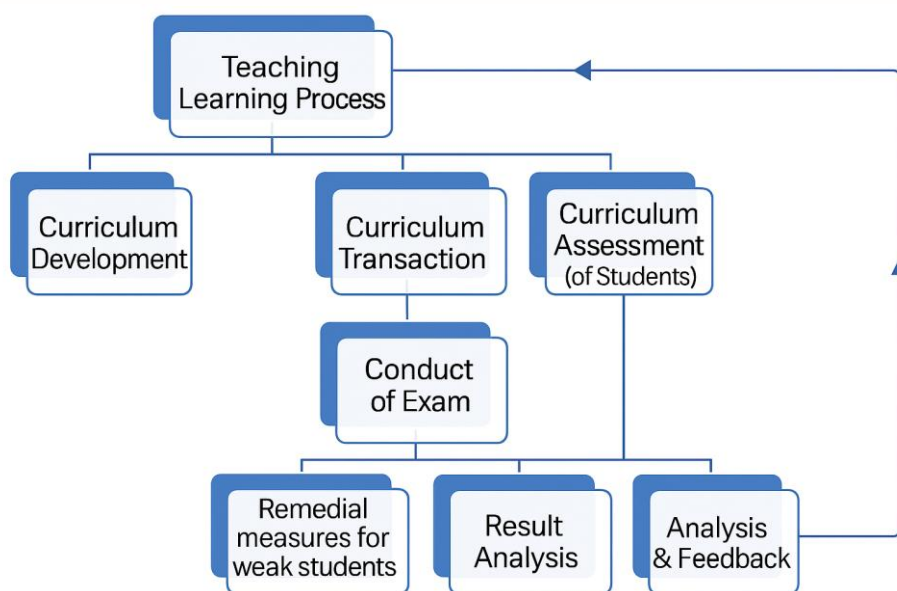 Teaching
Learning Process
Curriculum
Development
Curriculum
Transaction
Curriculum
Assessment
(of Students)
Conduct
of Exam
Remedial
measures for
weak students
Result
Analysis
Analysis
& Feedback